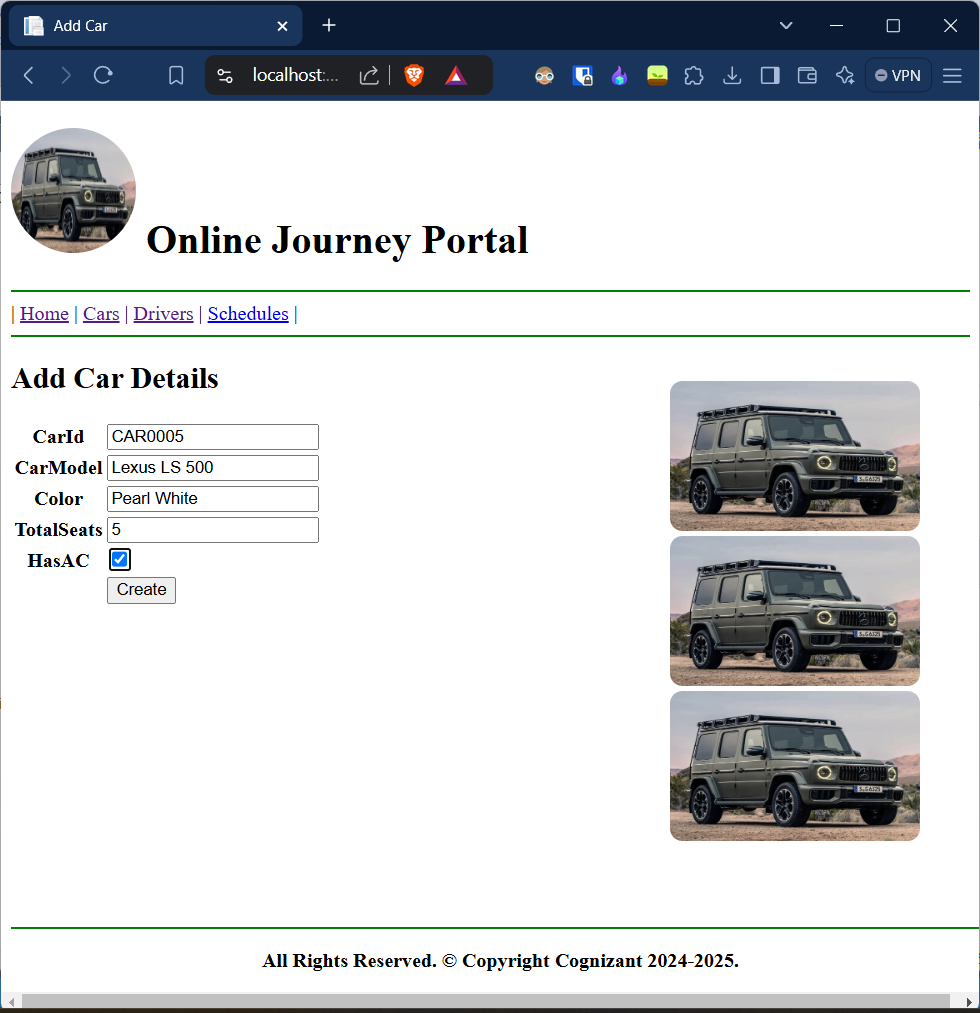 Add Car
localhost:...
VPN
Online Journey Portal
| Home | Cars | Drivers | Schedules |
Add Car Details
CarId CAR0005
CarModel Lexus LS 500
Color Pearl White
TotalSeats 5
HasAC
Create
All Rights Reserved. © Copyright Cognizant 2024-2025.